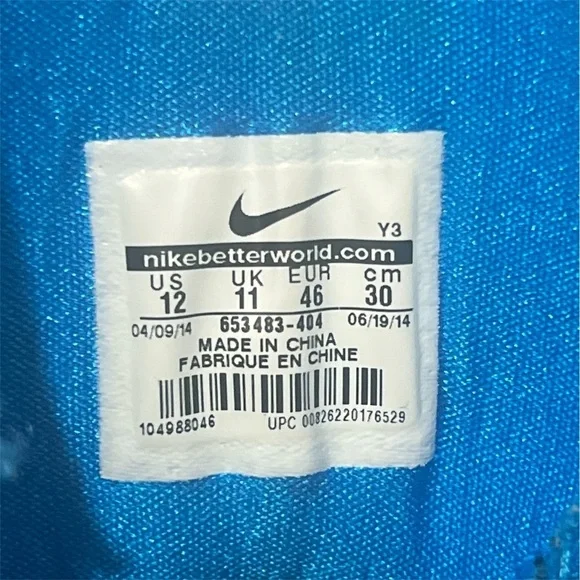 Y3
nikebetterworld.com
US UK EUR cm
12 11 46 30
04/09/14 653483-404 06/19/14
MADE IN CHINA
FABRIQUE EN CHINE
104988046 UPC 00826220176529